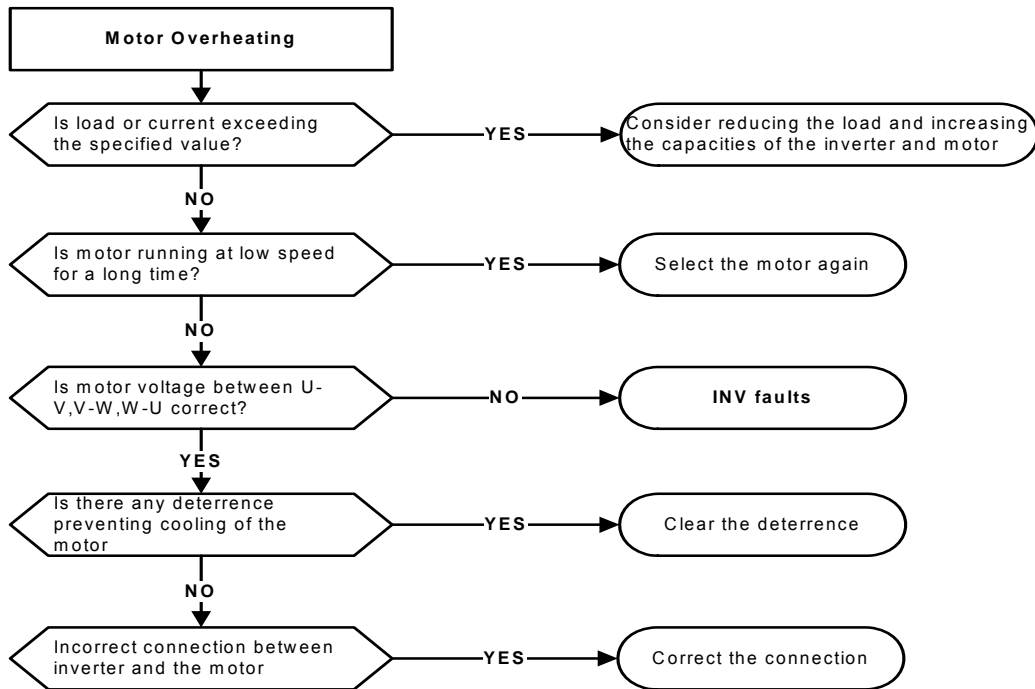 Motor Overheating
Is load or current exceeding
the specified value?
YES
Consider reducing the load and increasing
the capacities of the inverter and motor
NO
Is motor running at low speed
for a long time?
YES
Select the motor again
NO
Is motor voltage between U-
V,V-W,W-U correct?
NO
INV faults
YES
Is there any deterrence
preventing cooling of the
motor
YES
Clear the deterrence
NO
Incorrect connection between
inverter and the motor
YES
Correct the connection